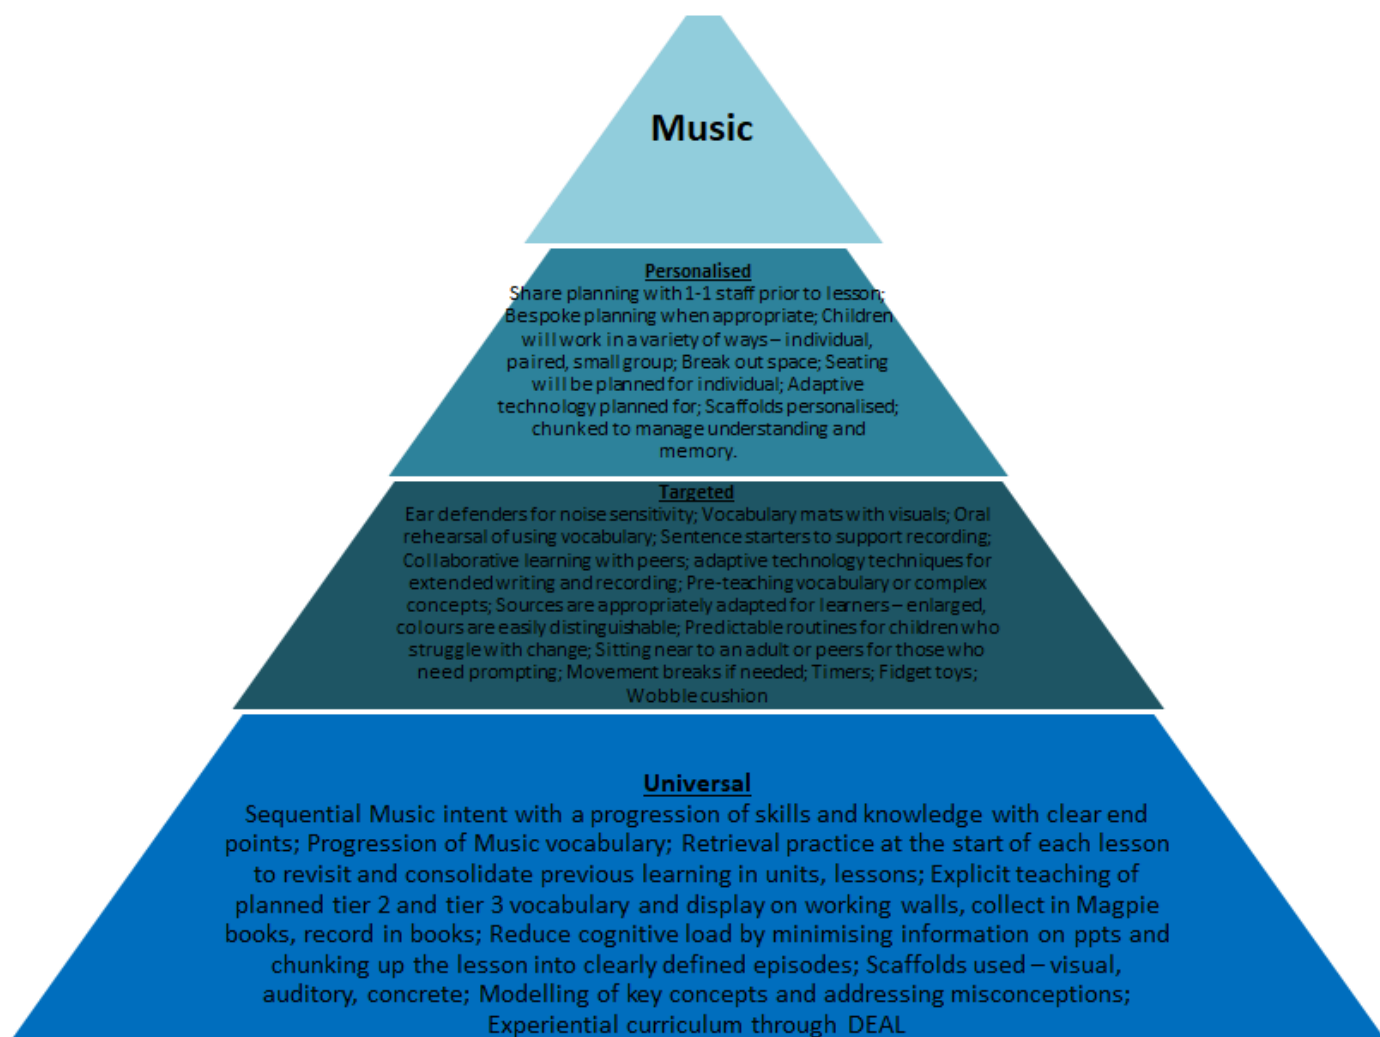 Music
Personalised
Share planning with 1-1 staff prior to lesson;
Bespoke planning when appropriate; Children
will work in a variety of ways – individual,
paired, small group; Break out space; Seating
will be planned for individual; Adaptive
technology planned for; Scaffolds personalised;
chunked to manage understanding and
memory.
Targeted
Ear defenders for noise sensitivity; Vocabulary mats with visuals; Oral
rehearsal of using vocabulary; Sentence starters to support recording;
Collaborative learning with peers; adaptive technology techniques for
extended writing and recording; Pre-teaching vocabulary or complex
concepts; Sources are appropriately adapted for learners – enlarged,
colours are easily distinguishable; Predictable routines for children who
struggle with change; Sitting near to an adult or peers for those who
need prompting; Movement breaks if needed; Timers; Fidget toys;
Wobble cushion
Universal
Sequential Music intent with a progression of skills and knowledge with clear end
points; Progression of Music vocabulary; Retrieval practice at the start of each lesson
to revisit and consolidate previous learning in units, lessons; Explicit teaching of
planned tier 2 and tier 3 vocabulary and display on working walls, collect in Magpie
books, record in books; Reduce cognitive load by minimising information on ppts and
chunking up the lesson into clearly defined episodes; Scaffolds used – visual,
auditory, concrete; Modelling of key concepts and addressing misconceptions;
Experiential curriculum through DEAL